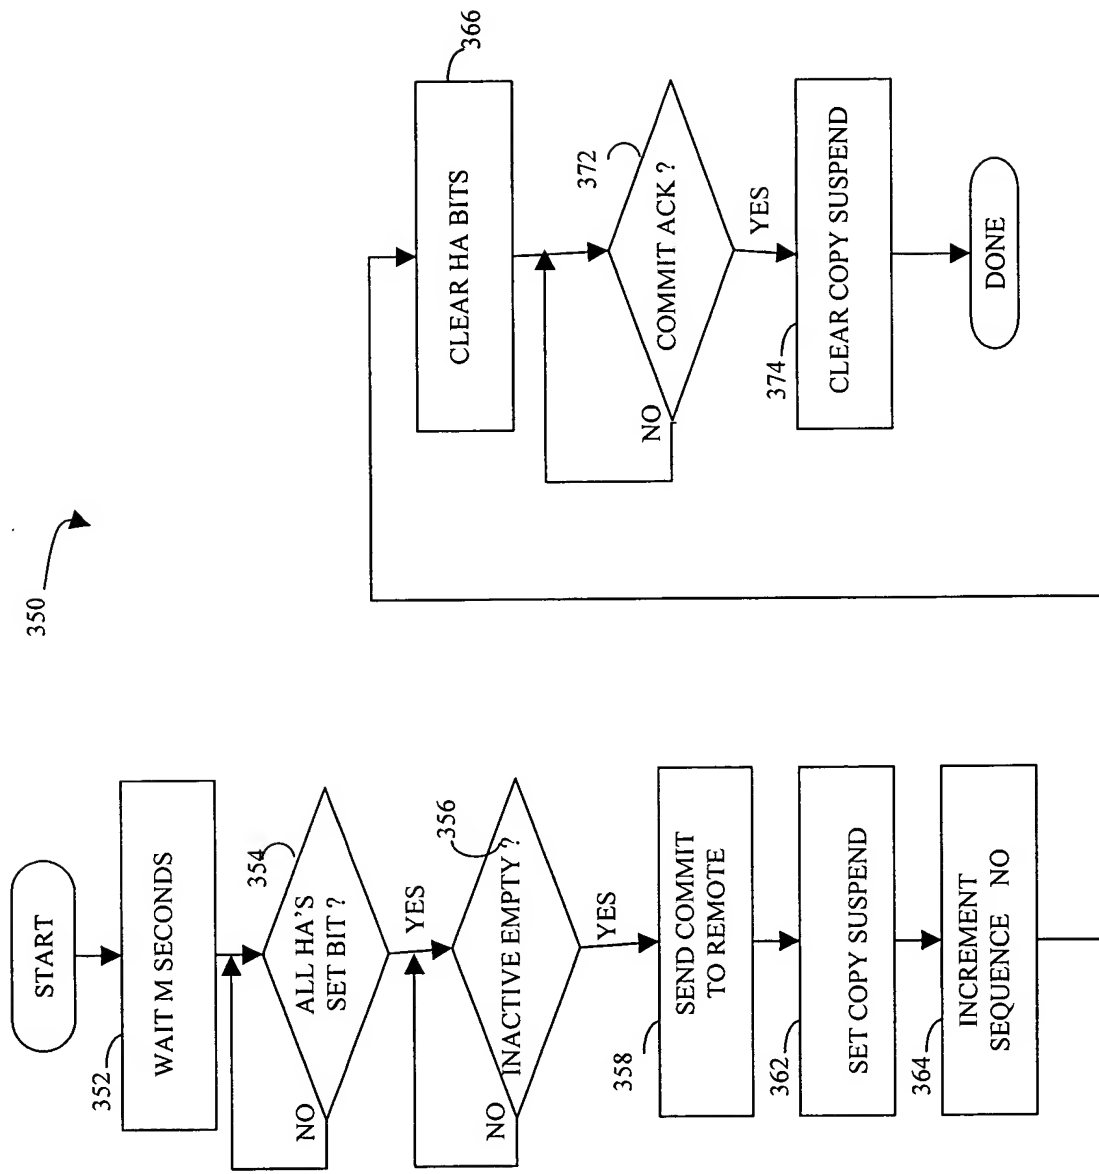 350
START
352
WAIT M SECONDS
354
ALL HA'S
SET BIT ?
NO
YES
356
INACTIVE EMPTY ?
NO
YES
358
SEND COMMIT
TO REMOTE
362
SET COPY SUSPEND
364
INCREMENT
SEQUENCE NO
366
CLEAR HA BITS
372
COMMIT ACK ?
NO
YES
374
CLEAR COPY SUSPEND
DONE